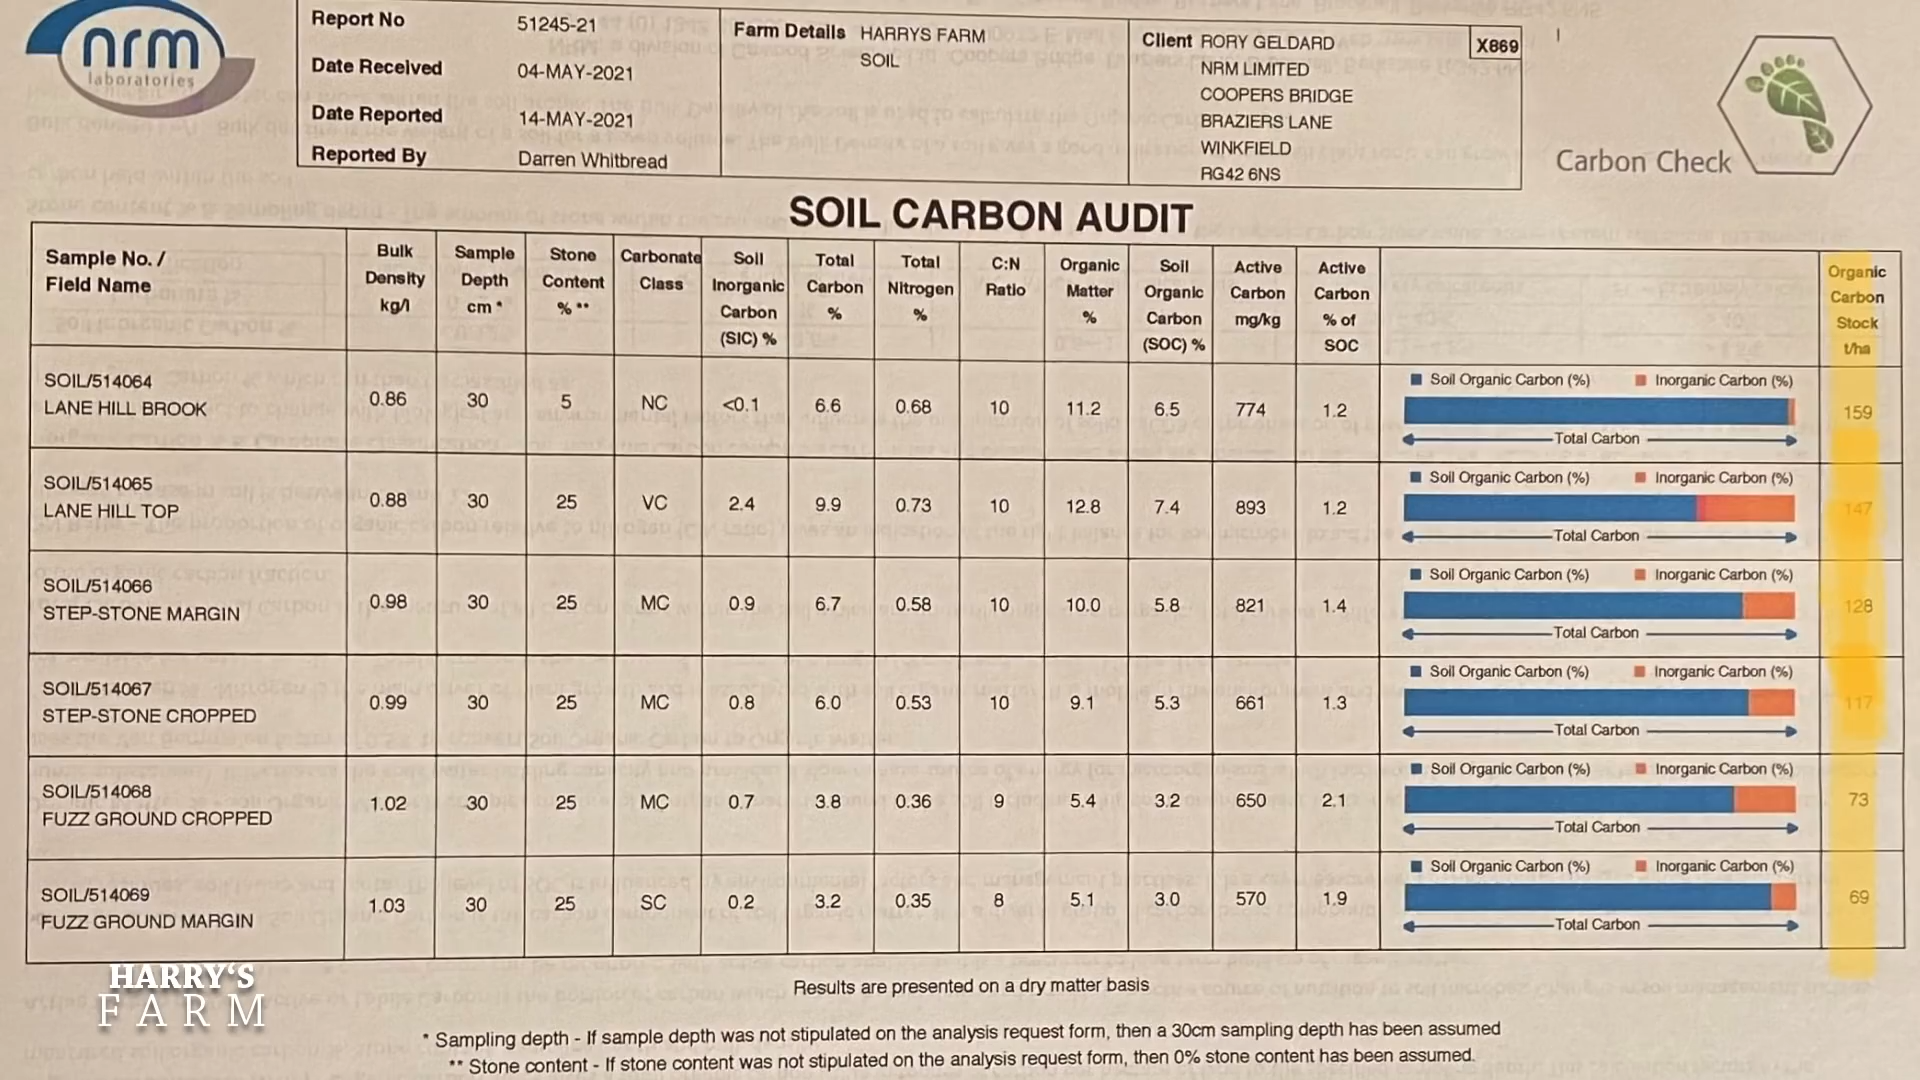 nrm
laboratories
Report No 51245-21
Date Received 04-MAY-2021
Date Reported 14-MAY-2021
Reported By Darren Whitbread
Farm Details HARRYS FARM
SOIL
Client RORY GELDARD
NRM LIMITED
COOPERS BRIDGE
BRAZIERS LANE
WINKFIELD
RG42 6NS
X869
Carbon Check
SOIL CARBON AUDIT
Sample No. / Field Name Bulk Density kg/l Sample Depth cm * Stone Content % ** Carbonate Class Soil Inorganic Carbon (SIC) % Total Carbon % Total Nitrogen % C:N Ratio Organic Matter % Soil Organic Carbon (SOC) % Active Carbon mg/kg Active Carbon % of SOC Organic Carbon Stock t/ha
SOIL/514064
LANE HILL BROOK 0.86 30 5 NC <0.1 6.6 0.68 10 11.2 6.5 774 1.2 159
Soil Organic Carbon (%) Inorganic Carbon (%)
Total Carbon
SOIL/514065
LANE HILL TOP 0.88 30 25 VC 2.4 9.9 0.73 10 12.8 7.4 893 1.2 147
Soil Organic Carbon (%) Inorganic Carbon (%)
Total Carbon
SOIL/514066
STEP-STONE MARGIN 0.98 30 25 MC 0.9 6.7 0.58 10 10.0 5.8 821 1.4 128
Soil Organic Carbon (%) Inorganic Carbon (%)
Total Carbon
SOIL/514067
STEP-STONE CROPPED 0.99 30 25 MC 0.8 6.0 0.53 10 9.1 5.3 661 1.3 117
Soil Organic Carbon (%) Inorganic Carbon (%)
Total Carbon
SOIL/514068
FUZZ GROUND CROPPED 1.02 30 25 MC 0.7 3.8 0.36 9 5.4 3.2 650 2.1 73
Soil Organic Carbon (%) Inorganic Carbon (%)
Total Carbon
SOIL/514069
FUZZ GROUND MARGIN 1.03 30 25 SC 0.2 3.2 0.35 8 5.1 3.0 570 1.9 69
Soil Organic Carbon (%) Inorganic Carbon (%)
Total Carbon
HARRY'S
FARM
Results are presented on a dry matter basis
* Sampling depth - If sample depth was not stipulated on the analysis request form, then a 30cm sampling depth has been assumed
** Stone content - If stone content was not stipulated on the analysis request form, then 0% stone content has been assumed.